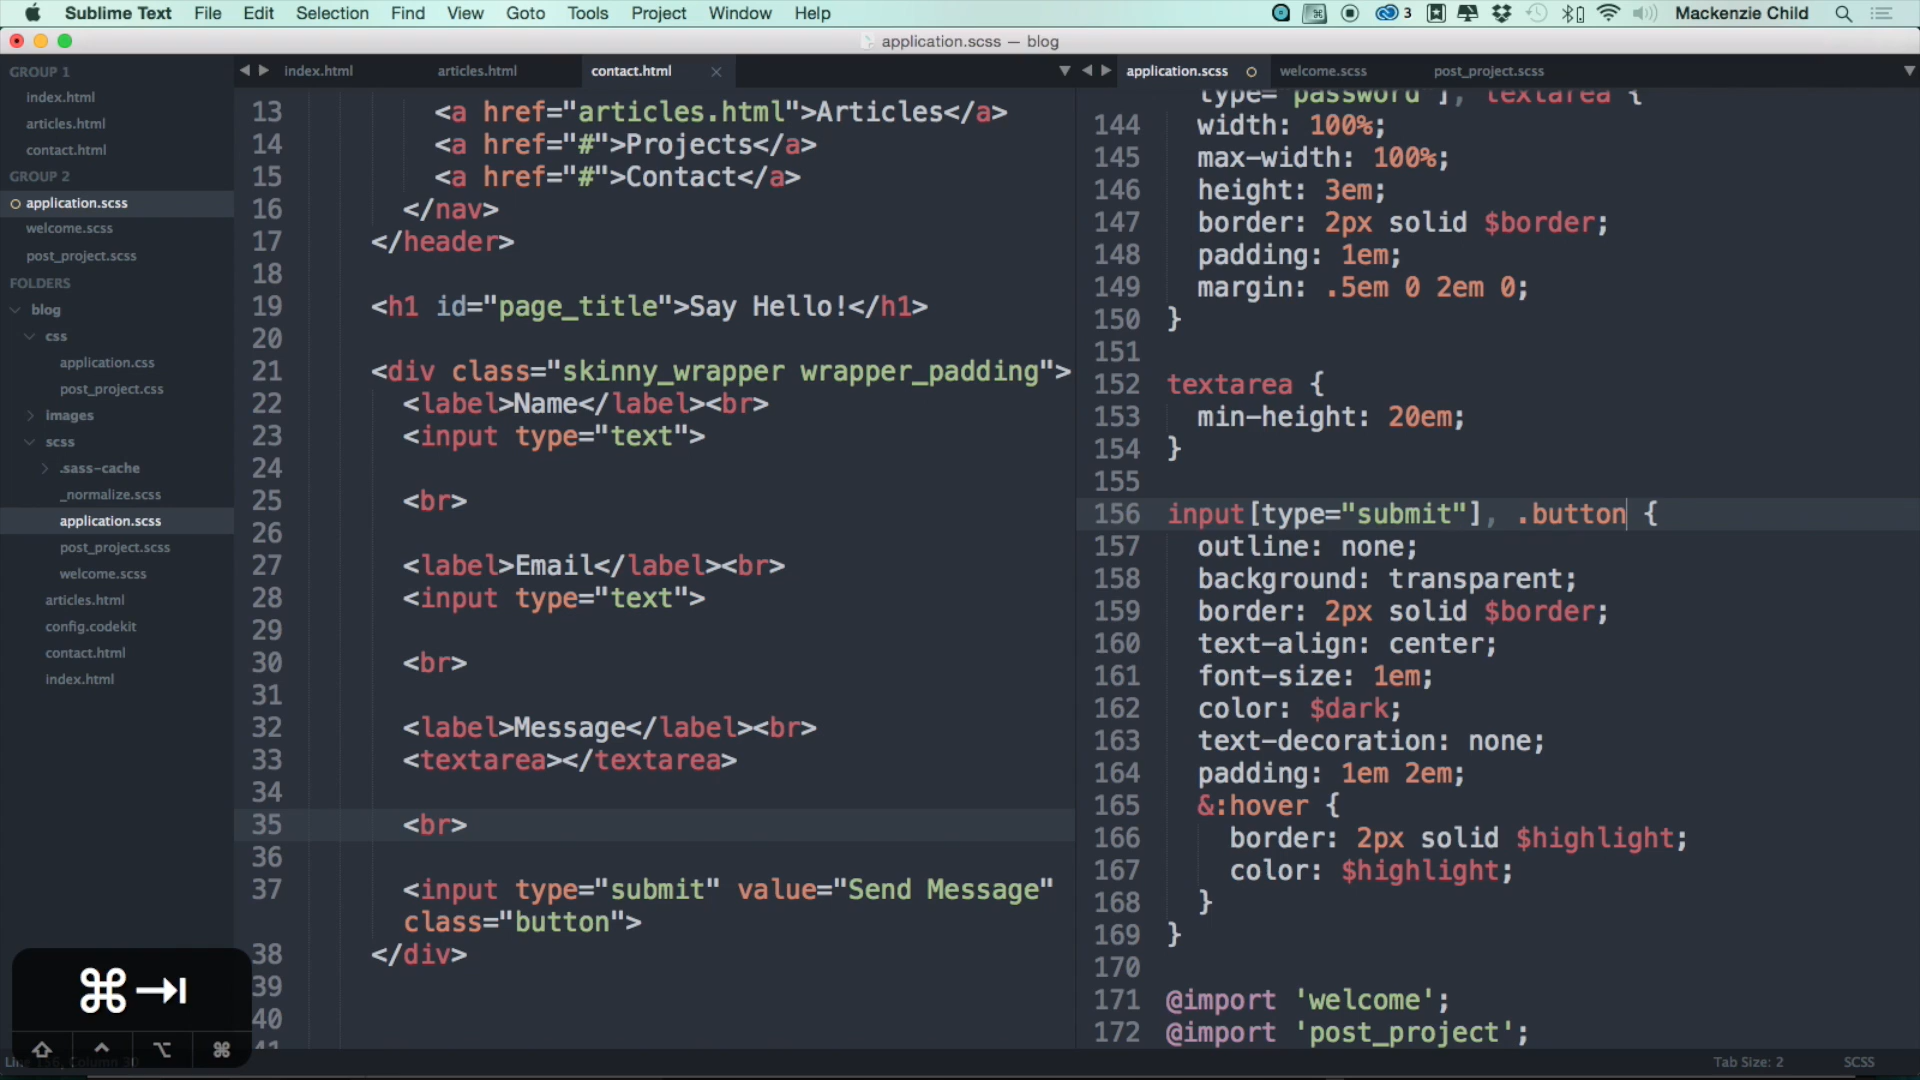 Sublime Text File Edit Selection Find View Goto Tools Project Window Help 3 Mackenzie Child
application.scss — blog
GROUP 1
index.html
articles.html
contact.html
GROUP 2
application.scss
welcome.scss
post_project.scss
FOLDERS
blog
css
application.css
post_project.css
images
scss
.sass-cache
_normalize.scss
application.scss
post_project.scss
welcome.scss
articles.html
config.codekit
contact.html
index.html
index.html articles.html contact.html
13 <a href="articles.html">Articles</a>
14 <a href="#">Projects</a>
15 <a href="#">Contact</a>
16 </nav>
17 </header>
18
19 <h1 id="page_title">Say Hello!</h1>
20
21 <div class="skinny_wrapper wrapper_padding">
22 <label>Name</label><br>
23 <input type="text">
24
25 <br>
26
27 <label>Email</label><br>
28 <input type="text">
29
30 <br>
31
32 <label>Message</label><br>
33 <textarea></textarea>
34
35 <br>
36
37 <input type="submit" value="Send Message"
class="button">
38 </div>
39
40
41
application.scss welcome.scss post_project.scss
type="password"], textarea {
144 width: 100%;
145 max-width: 100%;
146 height: 3em;
147 border: 2px solid $border;
148 padding: 1em;
149 margin: .5em 0 2em 0;
150 }
151
152 textarea {
153 min-height: 20em;
154 }
155
156 input[type="submit"], .button {
157 outline: none;
158 background: transparent;
159 border: 2px solid $border;
160 text-align: center;
161 font-size: 1em;
162 color: $dark;
163 text-decoration: none;
164 padding: 1em 2em;
165 &:hover {
166 border: 2px solid $highlight;
167 color: $highlight;
168 }
169 }
170
171 @import 'welcome';
172 @import 'post_project';
⌘⇥
⇧ ⌃ ⌥ ⌘
Line 156, Column 30
Tab Size: 2 SCSS